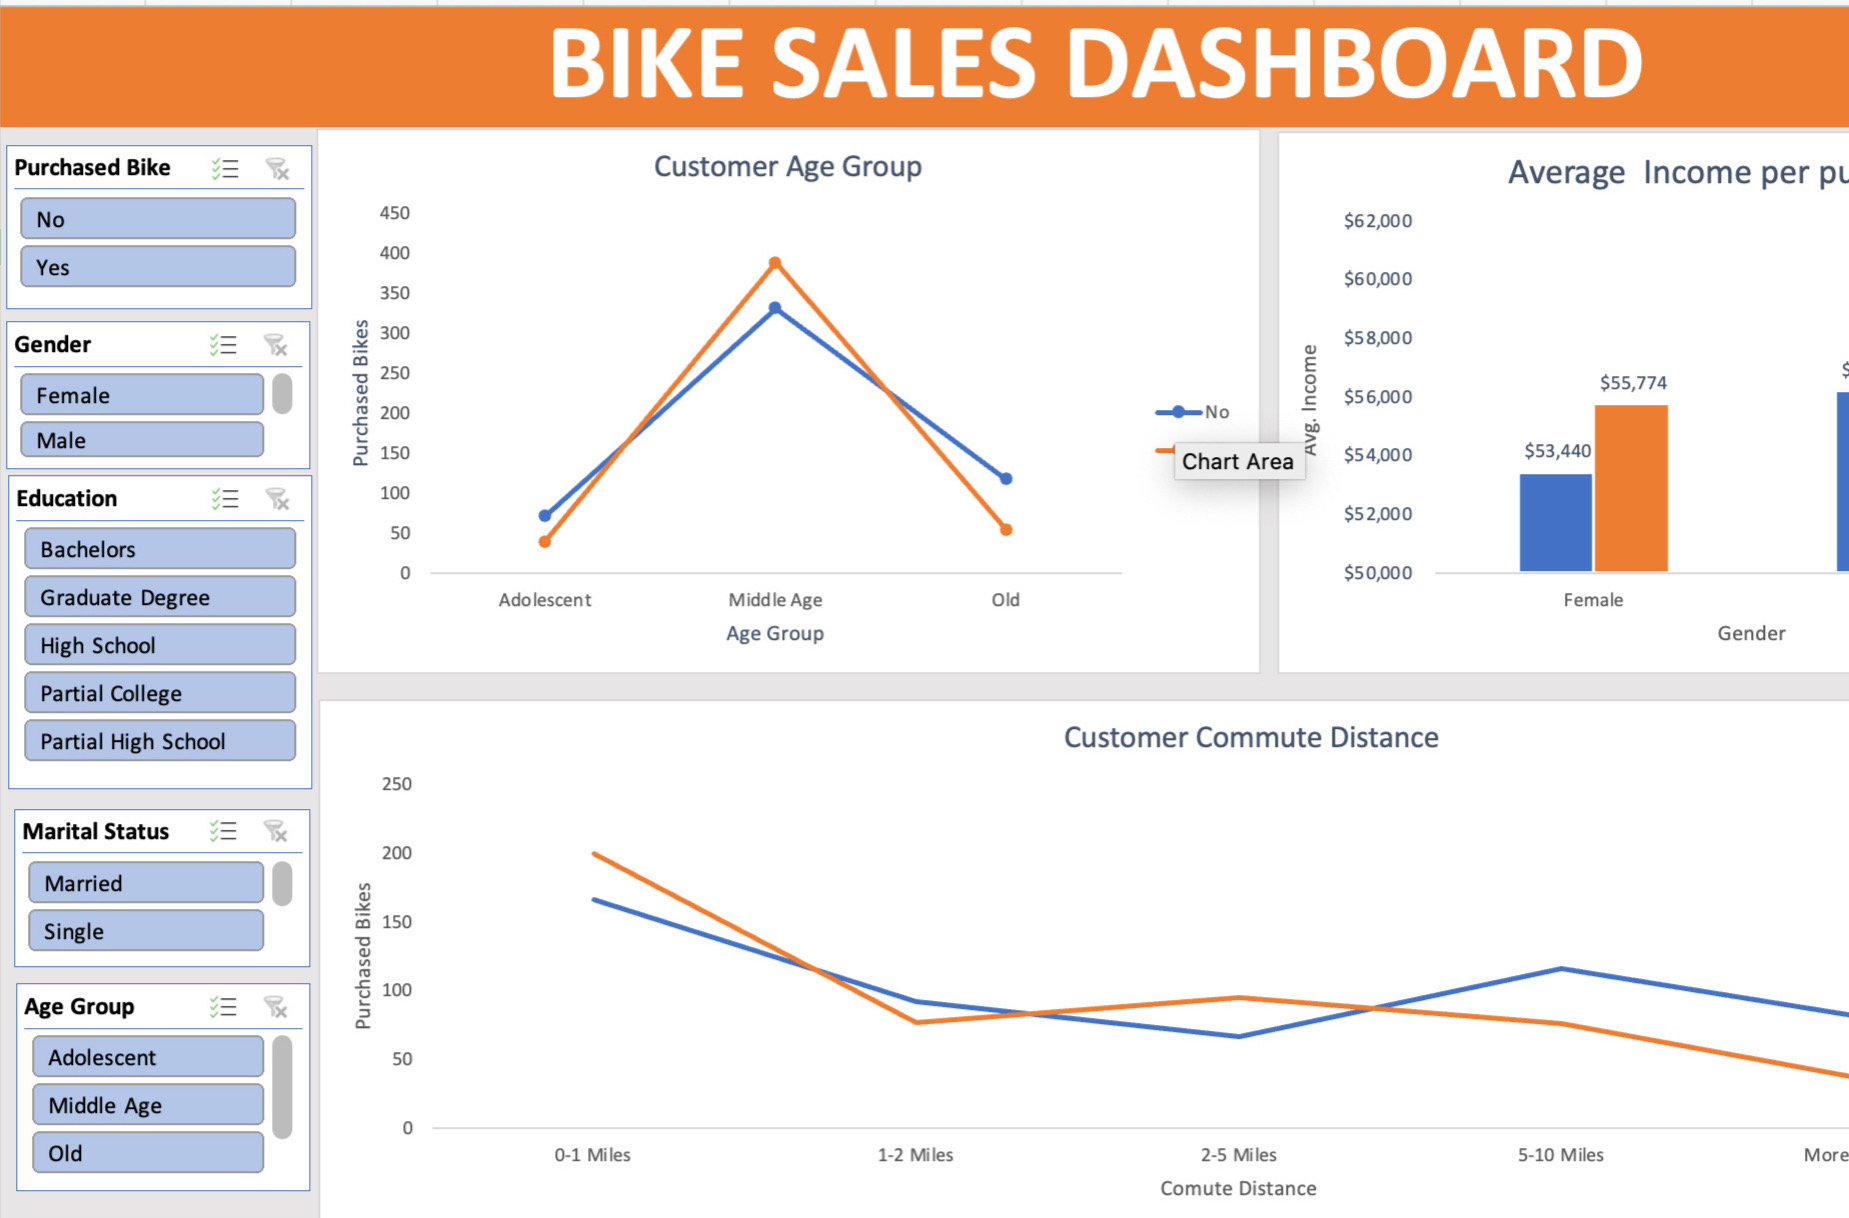 BIKE SALES DASHBOARD
Purchased Bike
No
Yes
Gender
Female
Male
Education
Bachelors
Graduate Degree
High School
Partial College
Partial High School
Marital Status
Married
Single
Age Group
Adolescent
Middle Age
Old
Customer Age Group
450
400
350
300
250
200
150
100
50
0
Purchased Bikes
Adolescent Middle Age Old
Age Group
No
Chart Area
Average Income per pu
$62,000
$60,000
$58,000
$56,000
$54,000
$52,000
$50,000
Avg. Income
$53,440
$55,774
$
Female
Gender
Customer Commute Distance
250
200
150
100
50
0
Purchased Bikes
0-1 Miles 1-2 Miles 2-5 Miles 5-10 Miles More
Comute Distance